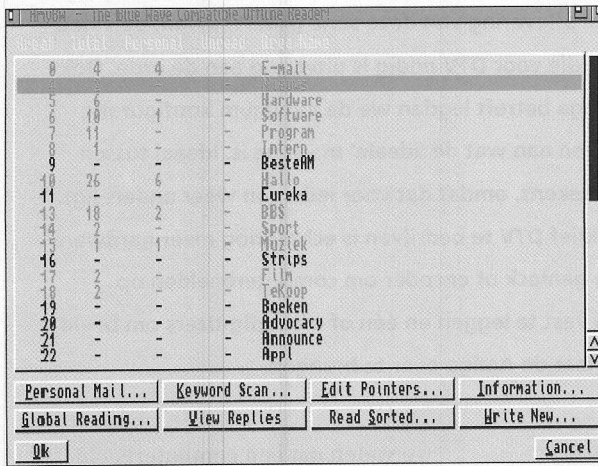 AmyBW - The Blue Wave Compatible Offline Reader!
Area# Total Personal Unread Area Name
0 4 4 - E-mail
5 6 - - Hardware
6 10 - - Software
7 11 - - Program
8 1 - - Intern
9 - - - BesteAM
10 26 6 - Hallo
11 - - - Eureka
13 18 2 - BBS
14 2 - - Sport
15 - - - Muziek
16 - - - Strips
17 2 - - Film
18 2 - - TeKoop
19 - - - Boeken
20 - - - Advocacy
21 - - - Announce
22 - - - Appl
Personal Mail... Keyword Scan... Edit Pointers... Information...
Global Reading... View Replies Read Sorted... Write New...
Ok Cancel